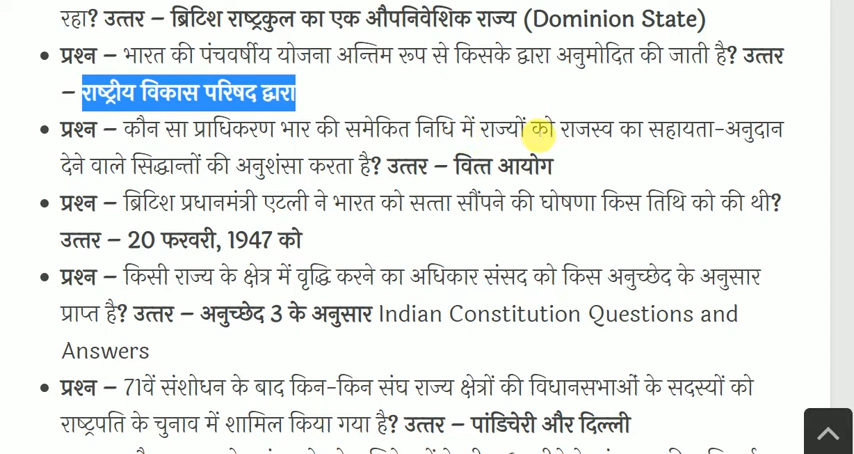 रहा? उत्तर – ब्रिटिश राष्ट्रकुल का एक औपनिवेशिक राज्य (Dominion State)
प्रश्न – भारत की पंचवर्षीय योजना अन्तिम रूप से किसके द्वारा अनुमोदित की जाती है? उत्तर
– राष्ट्रीय विकास परिषद द्वारा
प्रश्न – कौन सा प्राधिकरण भार की समेकित निधि में राज्यों को राजस्व का सहायता-अनुदान
देने वाले सिद्धान्तों की अनुशंसा करता है? उत्तर – वित्त आयोग
प्रश्न – ब्रिटिश प्रधानमंत्री एटली ने भारत को सत्ता सौंपने की घोषणा किस तिथि को की थी?
उत्तर – 20 फरवरी, 1947 को
प्रश्न – किसी राज्य के क्षेत्र में वृद्धि करने का अधिकार संसद को किस अनुच्छेद के अनुसार
प्राप्त है? उत्तर – अनुच्छेद 3 के अनुसार Indian Constitution Questions and
Answers
प्रश्न – 71वें संशोधन के बाद किन-किन संघ राज्य क्षेत्रों की विधानसभाओं के सदस्यों को
राष्ट्रपति के चुनाव में शामिल किया गया है? उत्तर – पांडिचेरी और दिल्ली